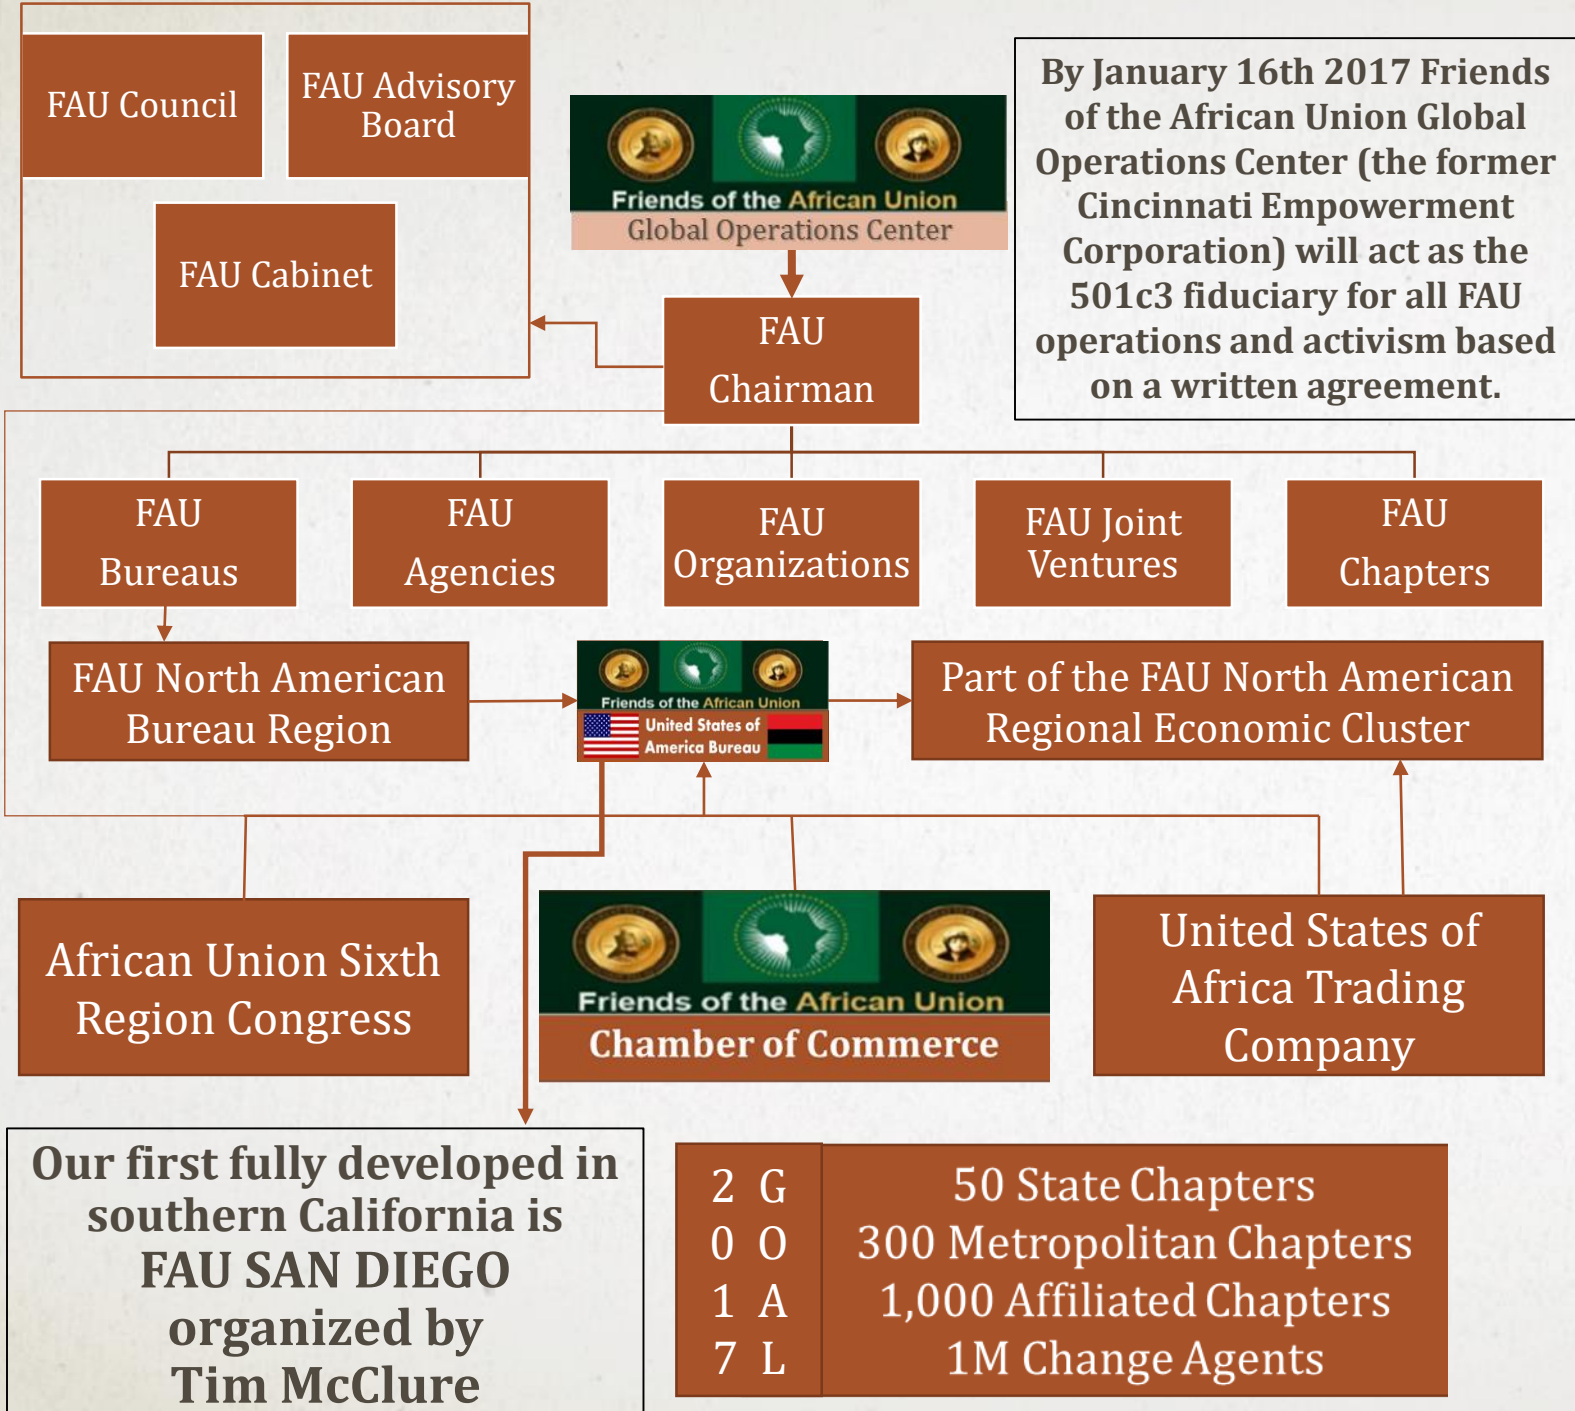 FAU Council
FAU Advisory
Board
FAU Cabinet
Friends of the African Union
Global Operations Center
By January 16th 2017 Friends
of the African Union Global
Operations Center (the former
Cincinnati Empowerment
Corporation) will act as the
501c3 fiduciary for all FAU
operations and activism based
on a written agreement.
FAU
Chairman
FAU
Bureaus
FAU
Agencies
FAU
Organizations
FAU Joint
Ventures
FAU
Chapters
FAU North American
Bureau Region
Friends of the African Union
United States of
America Bureau
Part of the FAU North American
Regional Economic Cluster
African Union Sixth
Region Congress
Friends of the African Union
Chamber of Commerce
United States of
Africa Trading
Company
Our first fully developed in
southern California is
FAU SAN DIEGO
organized by
Tim McClure
2 G
0 O
1 A
7 L
50 State Chapters
300 Metropolitan Chapters
1,000 Affiliated Chapters
1M Change Agents